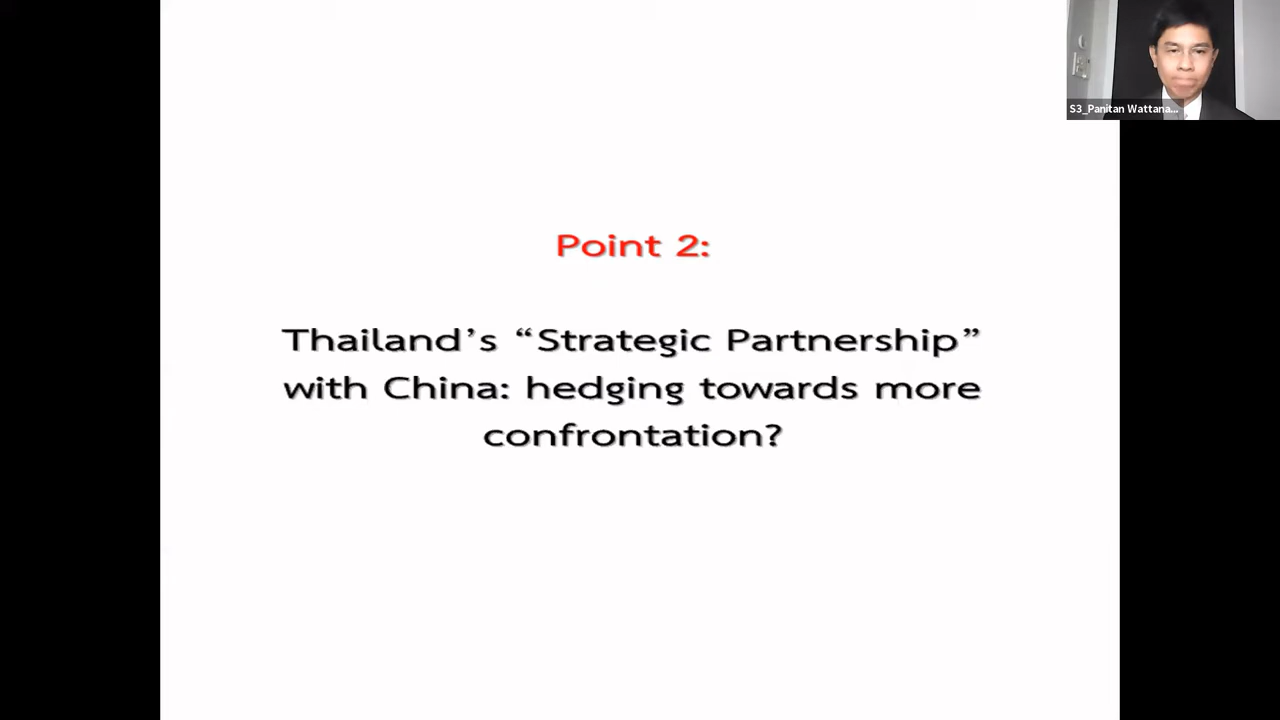 Point 2:
Thailand’s “Strategic Partnership”
with China: hedging towards more
confrontation?
S3_Panitan Wattana...